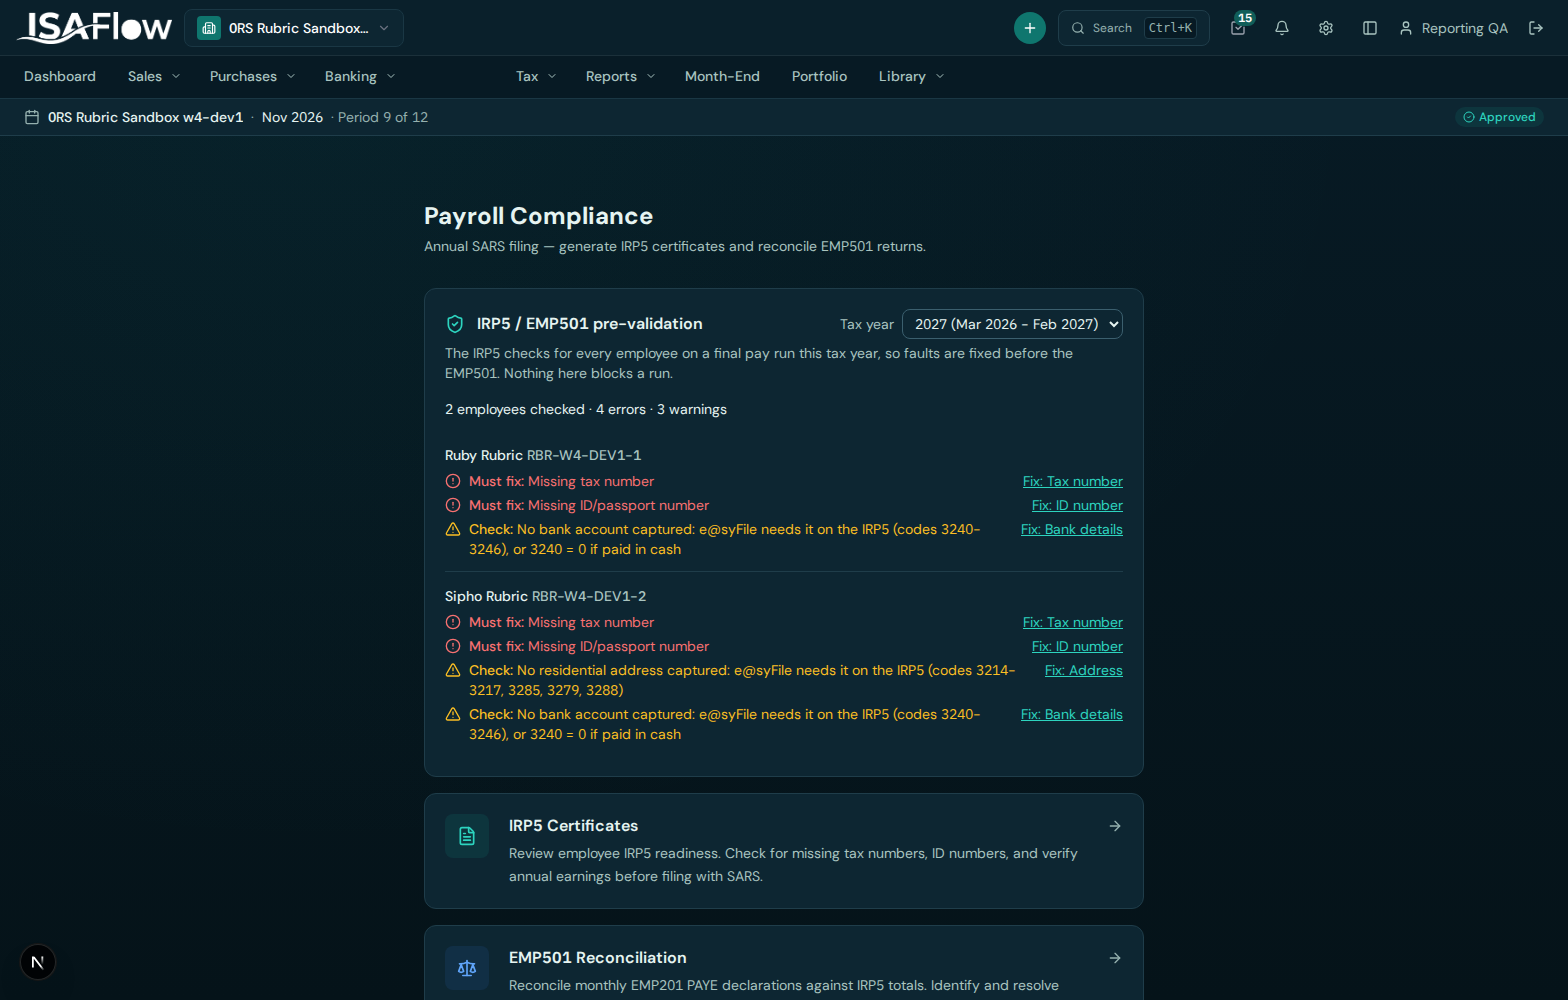 ISAFlow
0RS Rubric Sandbox...
Search Ctrl+K
15
Reporting QA
Dashboard Sales Purchases Banking Tax Reports Month-End Portfolio Library
0RS Rubric Sandbox w4-dev1 · Nov 2026 · Period 9 of 12
Approved
Payroll Compliance
Annual SARS filing — generate IRP5 certificates and reconcile EMP501 returns.
IRP5 / EMP501 pre-validation
Tax year 2027 (Mar 2026 - Feb 2027)
The IRP5 checks for every employee on a final pay run this tax year, so faults are fixed before the
EMP501. Nothing here blocks a run.
2 employees checked · 4 errors · 3 warnings
Ruby Rubric RBR-W4-DEV1-1
Must fix: Missing tax number Fix: Tax number
Must fix: Missing ID/passport number Fix: ID number
Check: No bank account captured: e@syFile needs it on the IRP5 (codes 3240- Fix: Bank details
3246), or 3240 = 0 if paid in cash
Sipho Rubric RBR-W4-DEV1-2
Must fix: Missing tax number Fix: Tax number
Must fix: Missing ID/passport number Fix: ID number
Check: No residential address captured: e@syFile needs it on the IRP5 (codes 3214- Fix: Address
3217, 3285, 3279, 3288)
Check: No bank account captured: e@syFile needs it on the IRP5 (codes 3240- Fix: Bank details
3246), or 3240 = 0 if paid in cash
IRP5 Certificates
Review employee IRP5 readiness. Check for missing tax numbers, ID numbers, and verify
annual earnings before filing with SARS.
EMP501 Reconciliation
Reconcile monthly EMP201 PAYE declarations against IRP5 totals. Identify and resolve
N